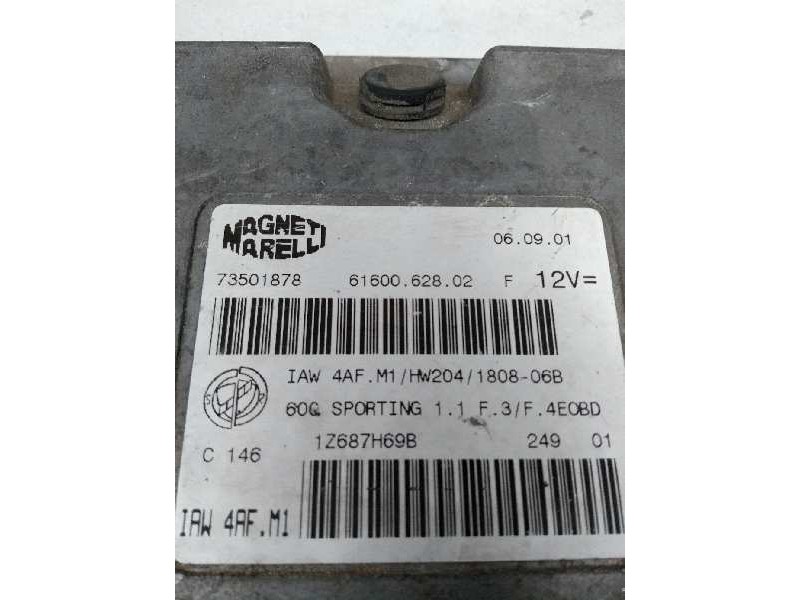 MAGNETI
MARELLI
06.09.01
73501878 61600.628.02 F 12V=
IAW 4AF.M1/HW204/1808-06B
600 SPORTING 1.1 F.3/F.4EOBD
C 146 1Z687H69B 249 01
IAW 4AF.M1